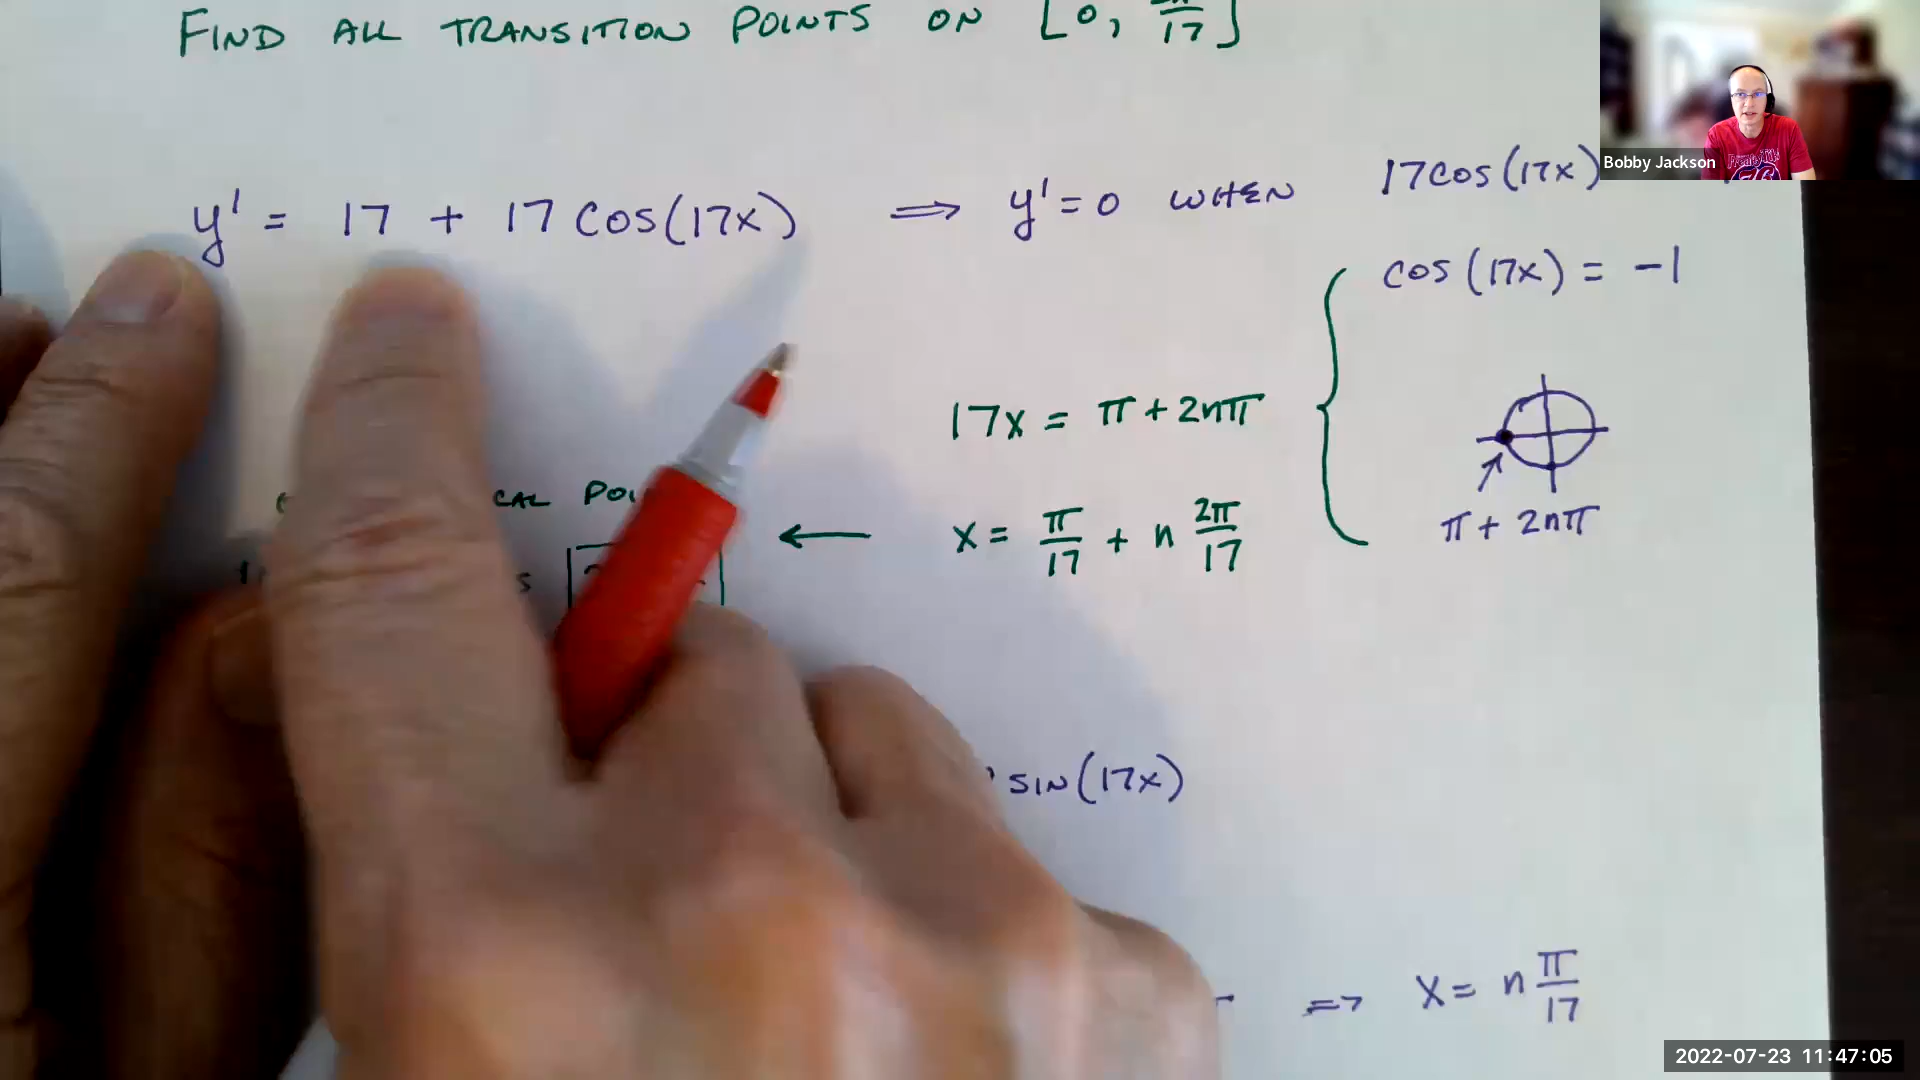 FIND ALL TRANSITION POINTS ON [0, π/17]
17cos(17x)
Bobby Jackson
y' = 17 + 17 cos(17x) ⟹ y' = 0 WHEN
cos(17x) = -1
17x = π + 2nπ
CAL
x = π/17 + n 2π/17
π + 2nπ
sin(17x)
=> x = n π/17
2022-07-23 11:47:05